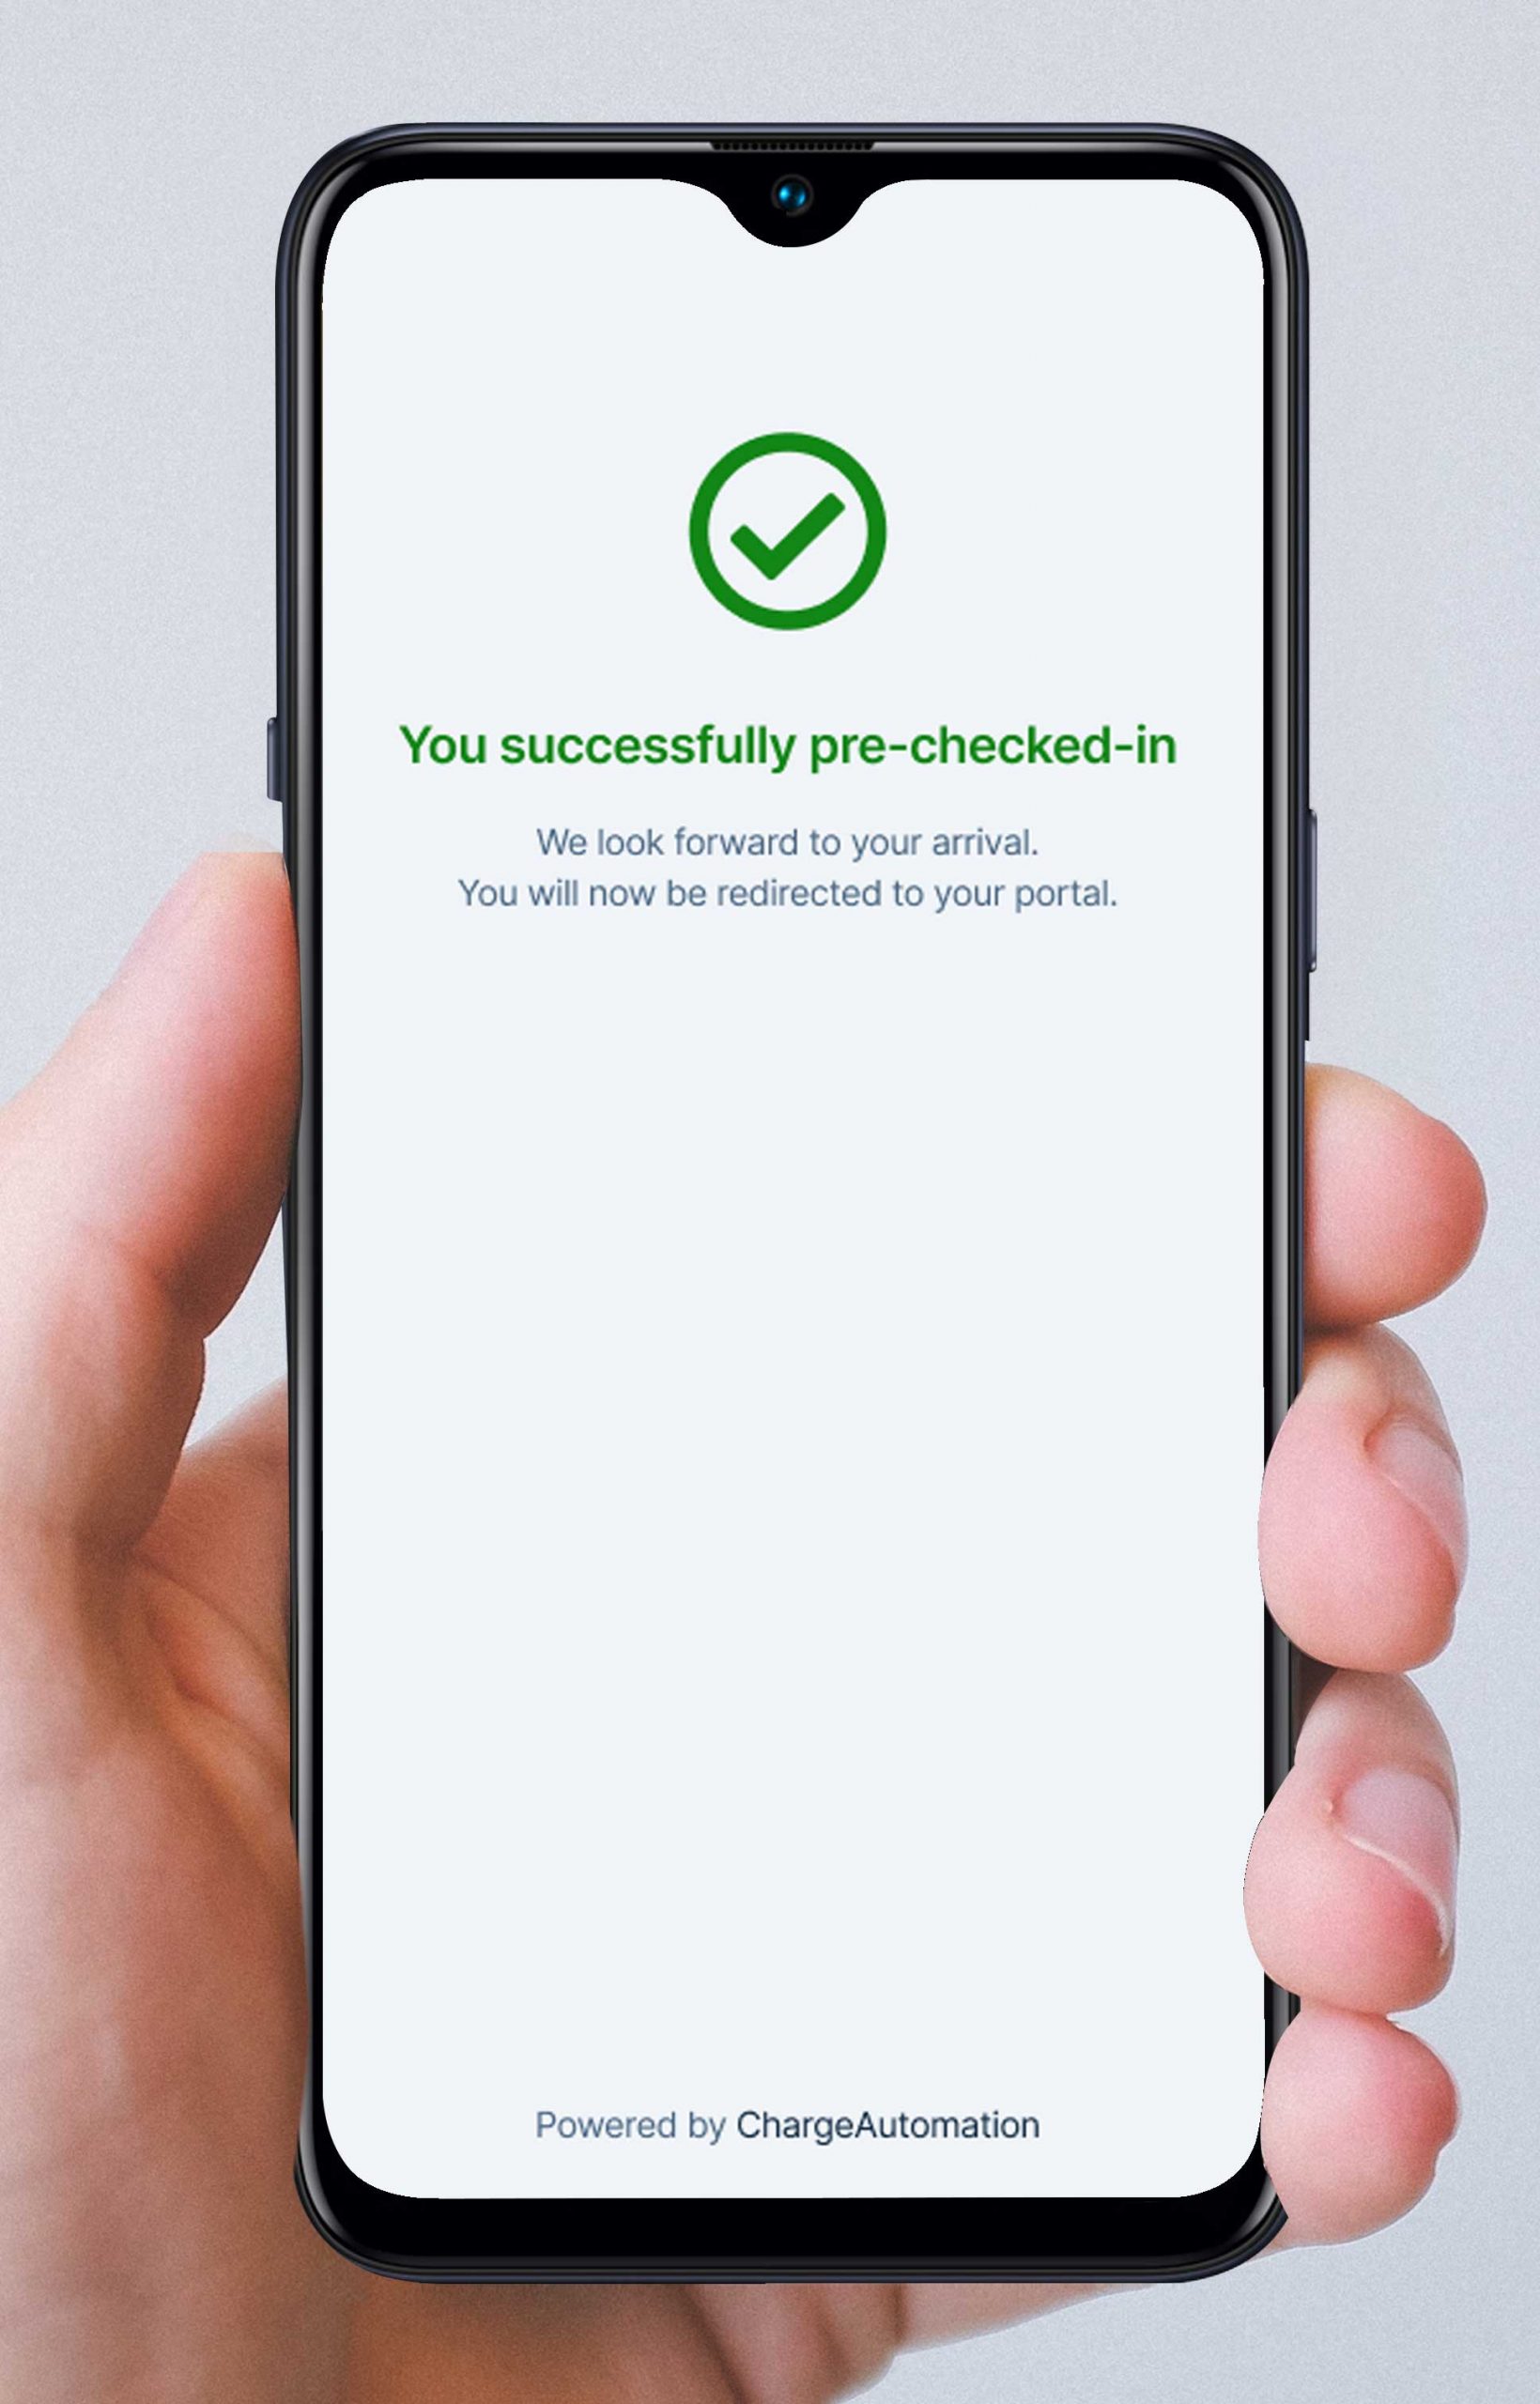 You successfully pre-checked-in
We look forward to your arrival.
You will now be redirected to your portal.
Powered by ChargeAutomation